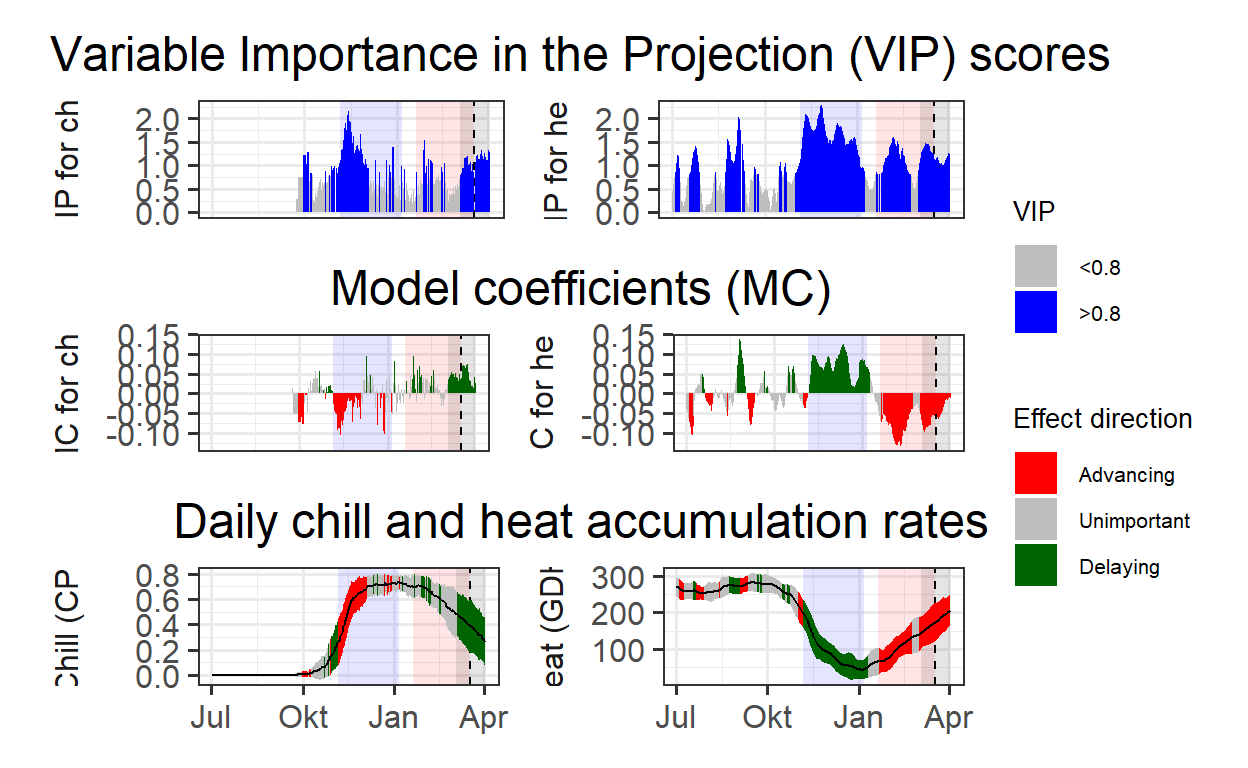 Variable Importance in the Projection (VIP) scores
IP for ch
2.0
1.5
1.0
0.5
0.0
IP for he
2.0
1.5
1.0
0.5
0.0
VIP
<0.8
>0.8
Model coefficients (MC)
IC for ch
0.15
0.10
0.05
0.00
-0.05
-0.10
C for he
0.15
0.10
0.05
0.00
-0.05
-0.10
Effect direction
Advancing
Unimportant
Delaying
Daily chill and heat accumulation rates
Chill (CP
0.8
0.6
0.4
0.2
0.0
eat (GDH
300
200
100
Jul Okt Jan Apr
Jul Okt Jan Apr